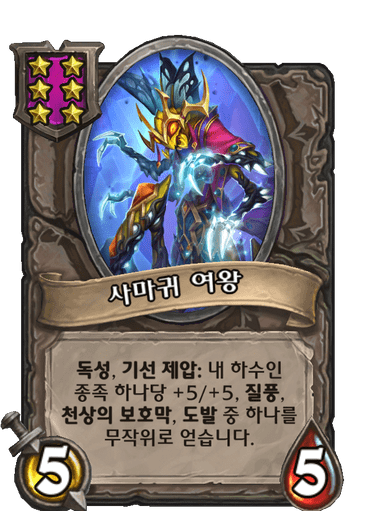 사마귀 여왕
독성, 기선 제압: 내 하수인
종족 하나당 +5/+5, 질풍,
천상의 보호막, 도발 중 하나를
무작위로 얻습니다.
5 5